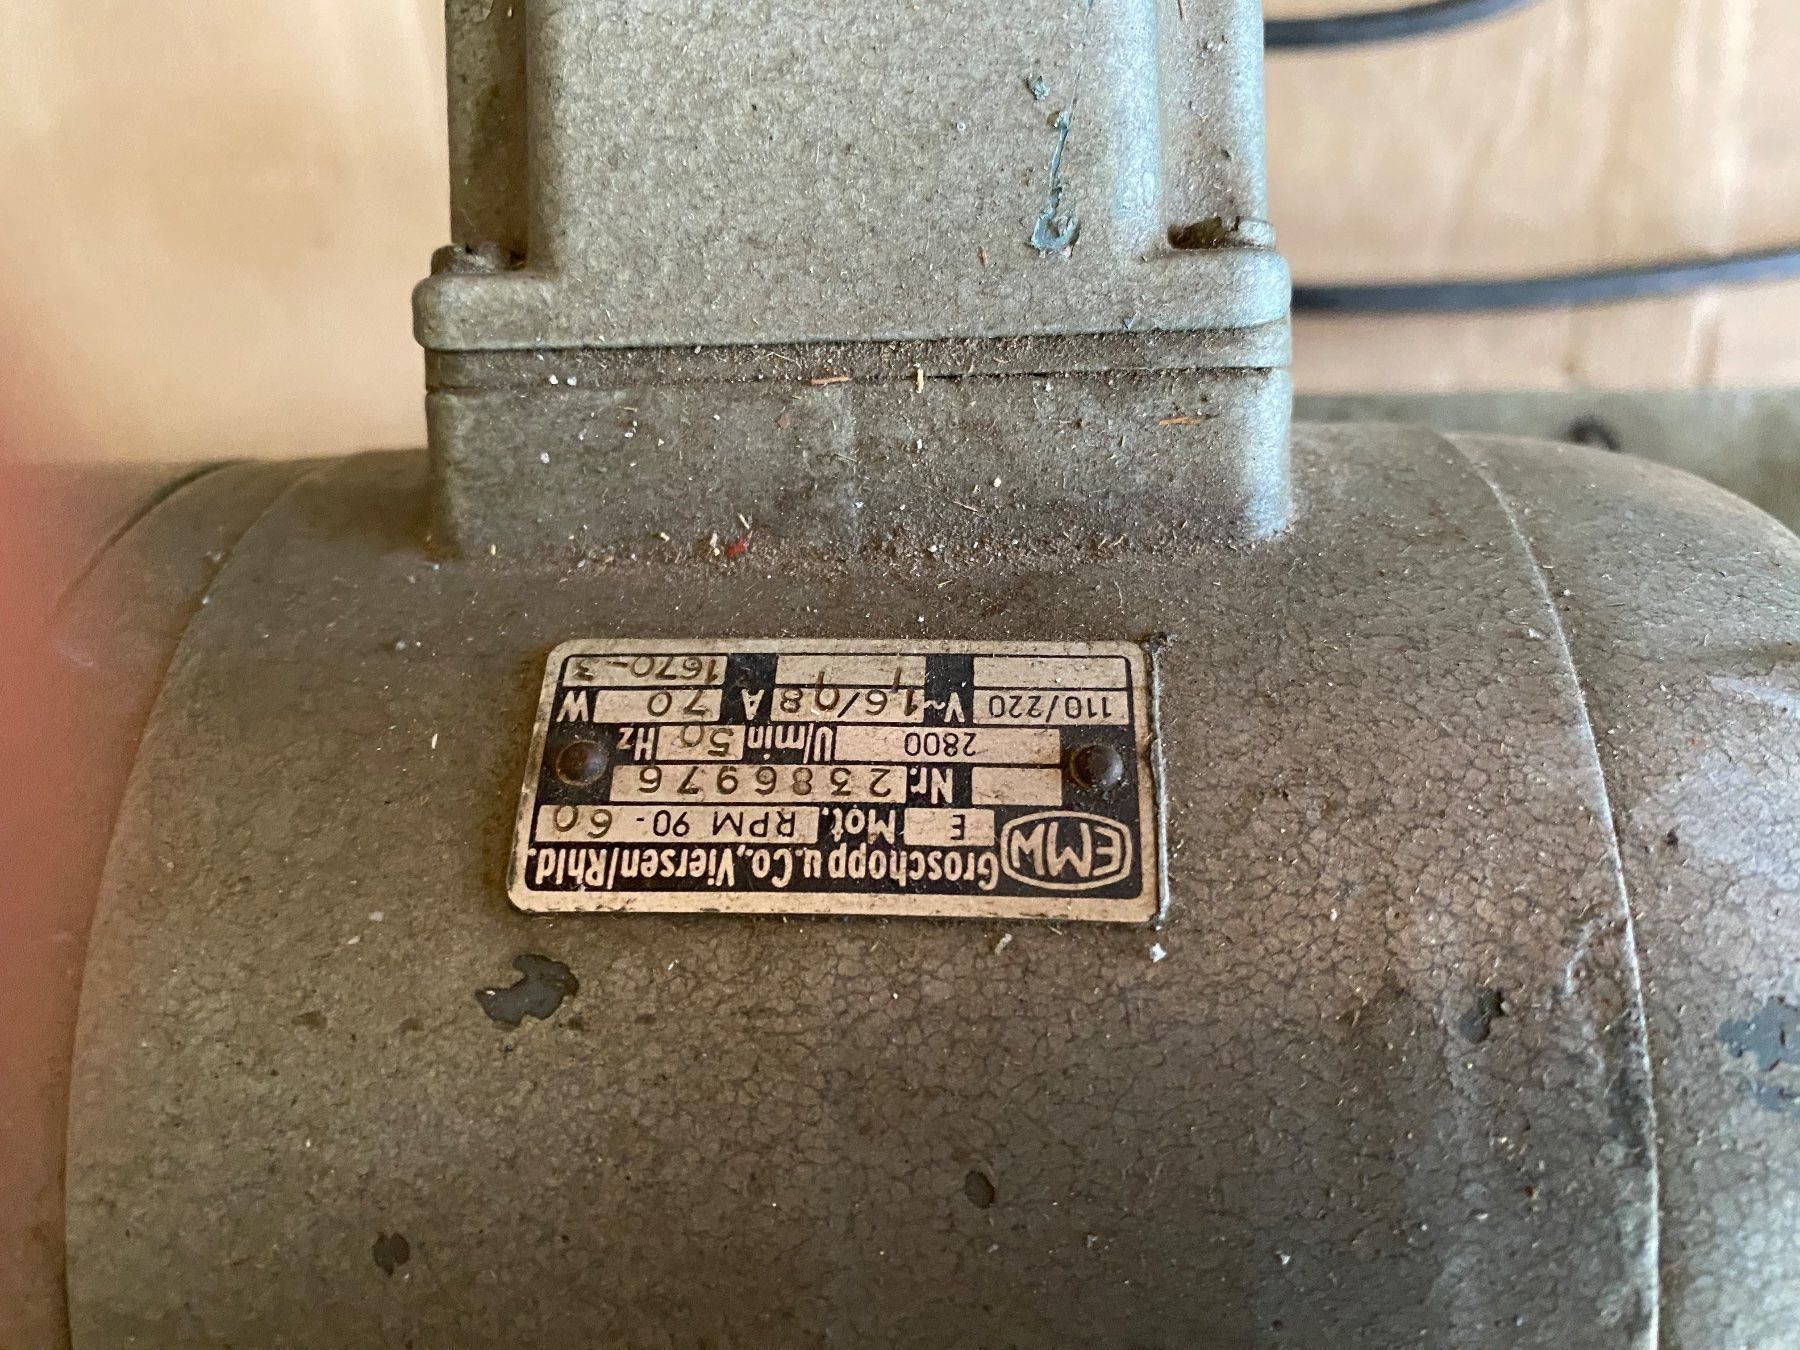 EMW Groschopp u. Co., Viersen/Rhld.
E Mot. RPM 90-60
Nr. 2386976
2800 U/min 50 Hz
110/220 V~ 1,6/0,8 A 70 W
1670-3